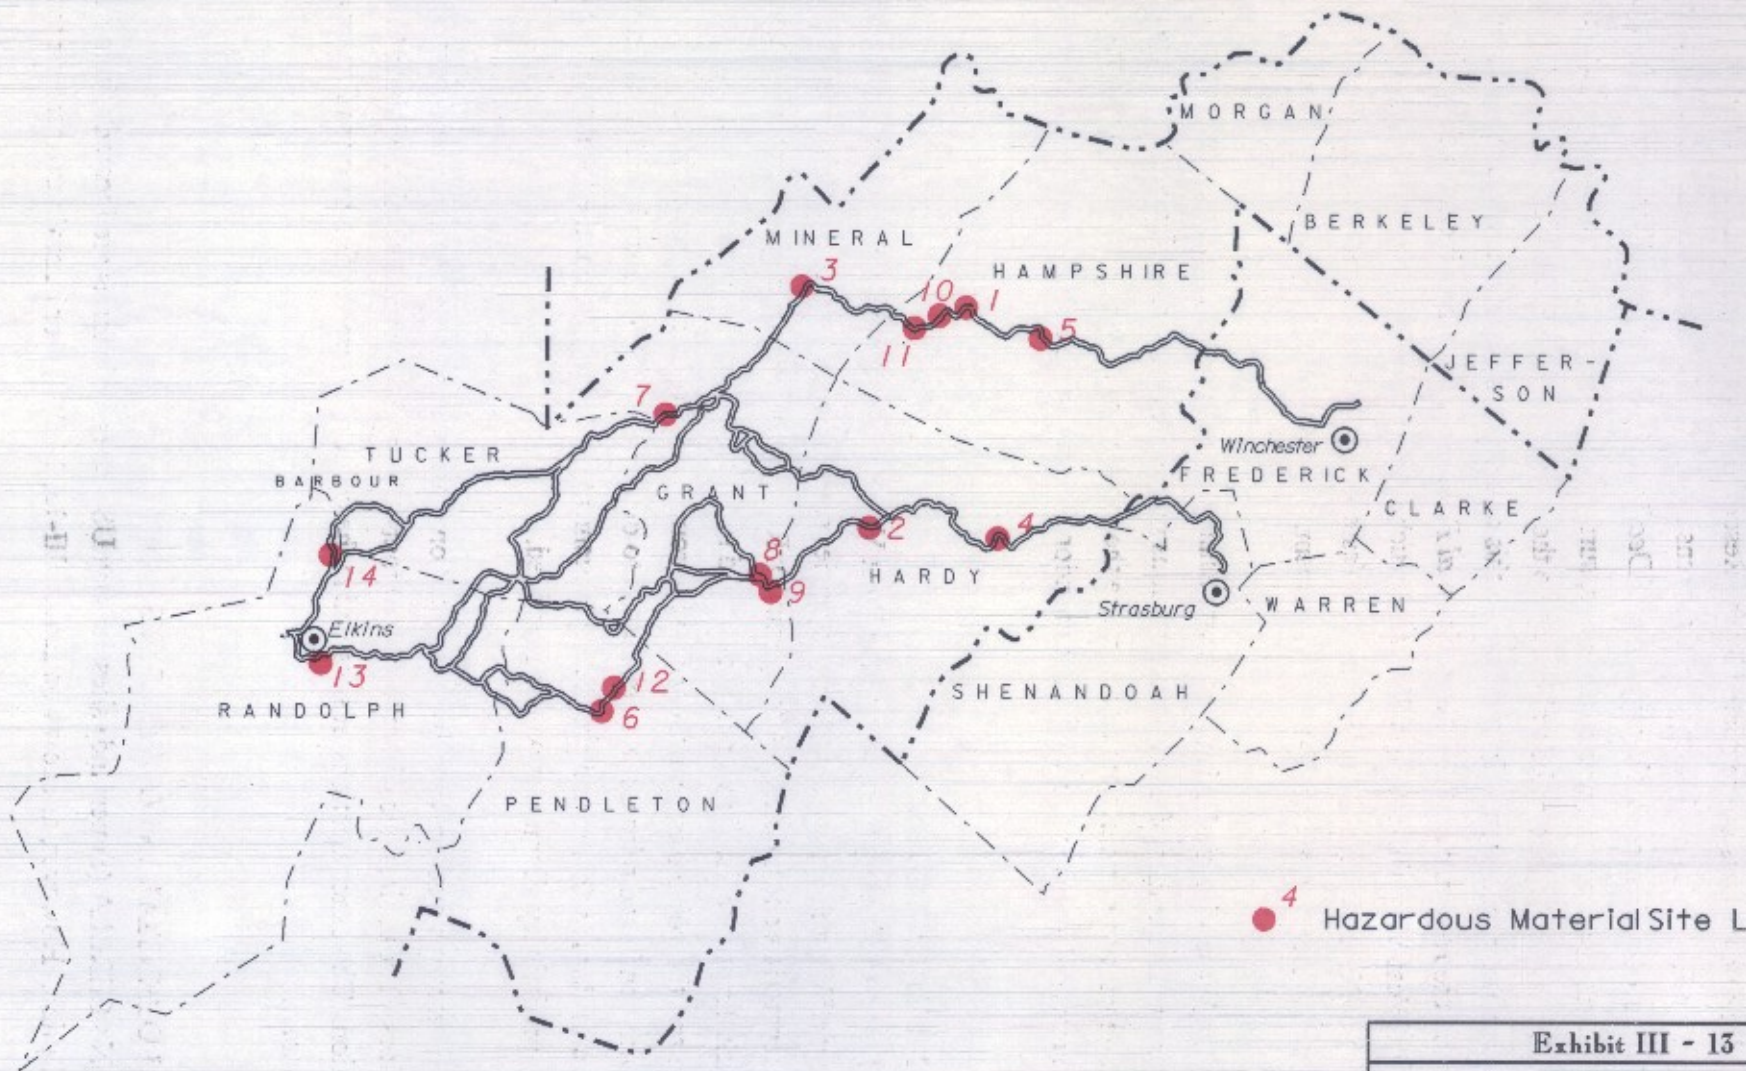 MORGAN
BERKELEY
MINERAL
HAMPSHIRE
3
10
1
11
5
JEFFER-
SON
7
Winchester
TUCKER
BARBOUR
GRANT
FREDERICK
CLARKE
2
4
8
9
HARDY
14
Strasburg
WARREN
Elkins
13
12
6
RANDOLPH
SHENANDOAH
PENDLETON
4
Hazardous Material Site L
Exhibit III - 13